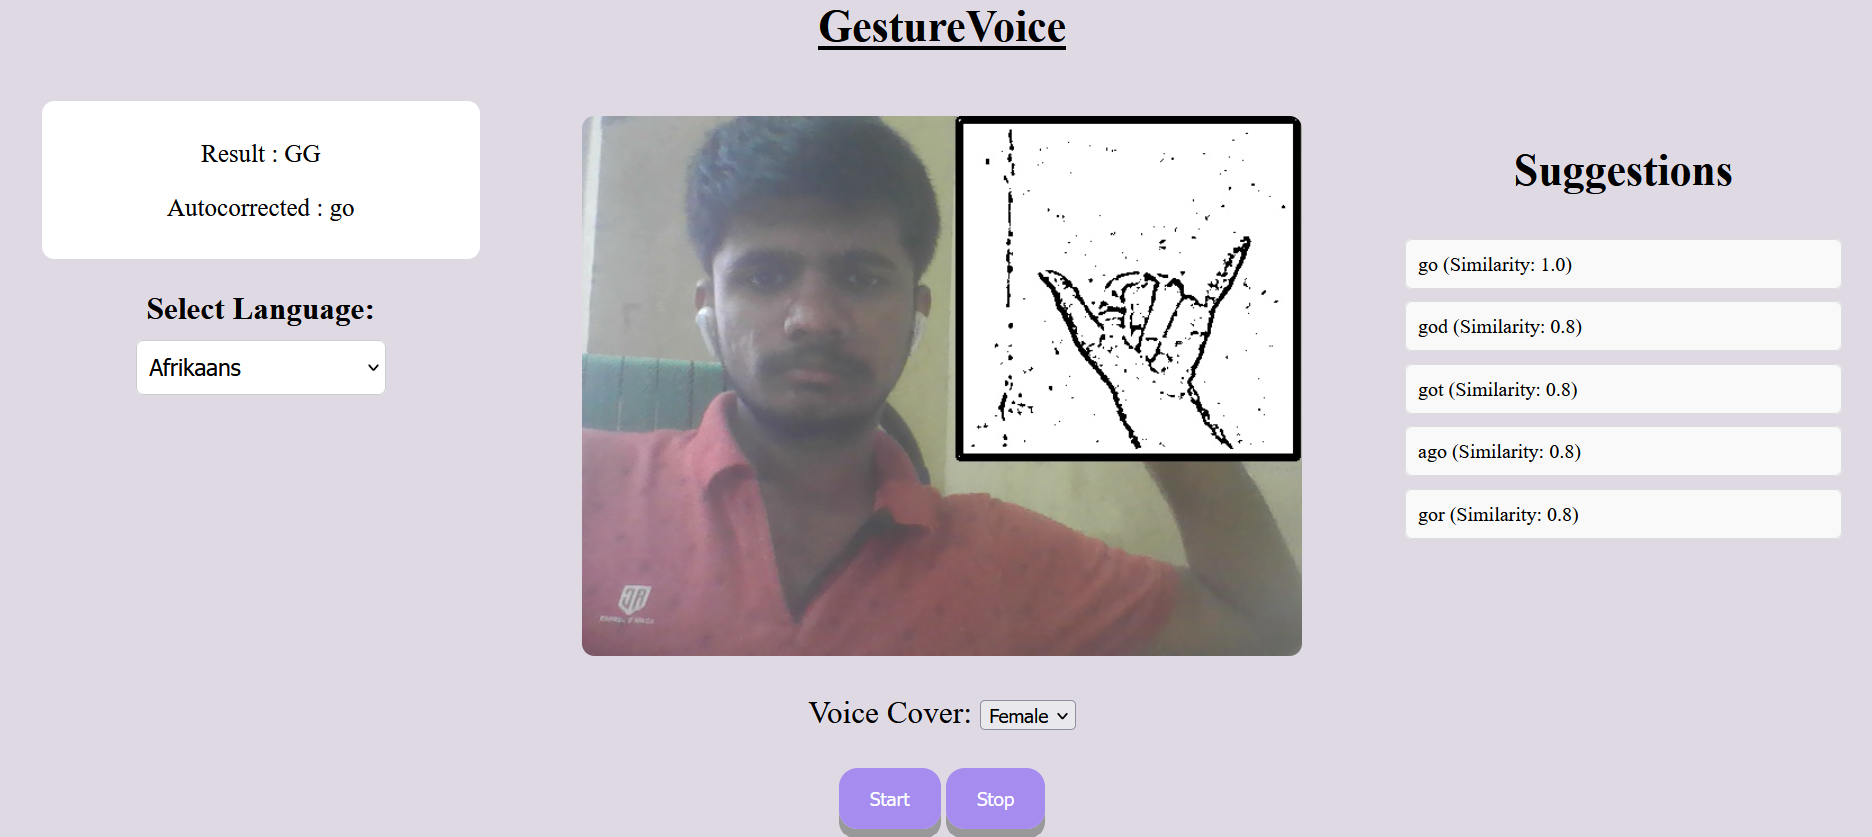 GestureVoice
Result : GG
Autocorrected : go
Select Language:
Afrikaans
Suggestions
go (Similarity: 1.0)
god (Similarity: 0.8)
got (Similarity: 0.8)
ago (Similarity: 0.8)
gor (Similarity: 0.8)
Voice Cover: Female
Start Stop